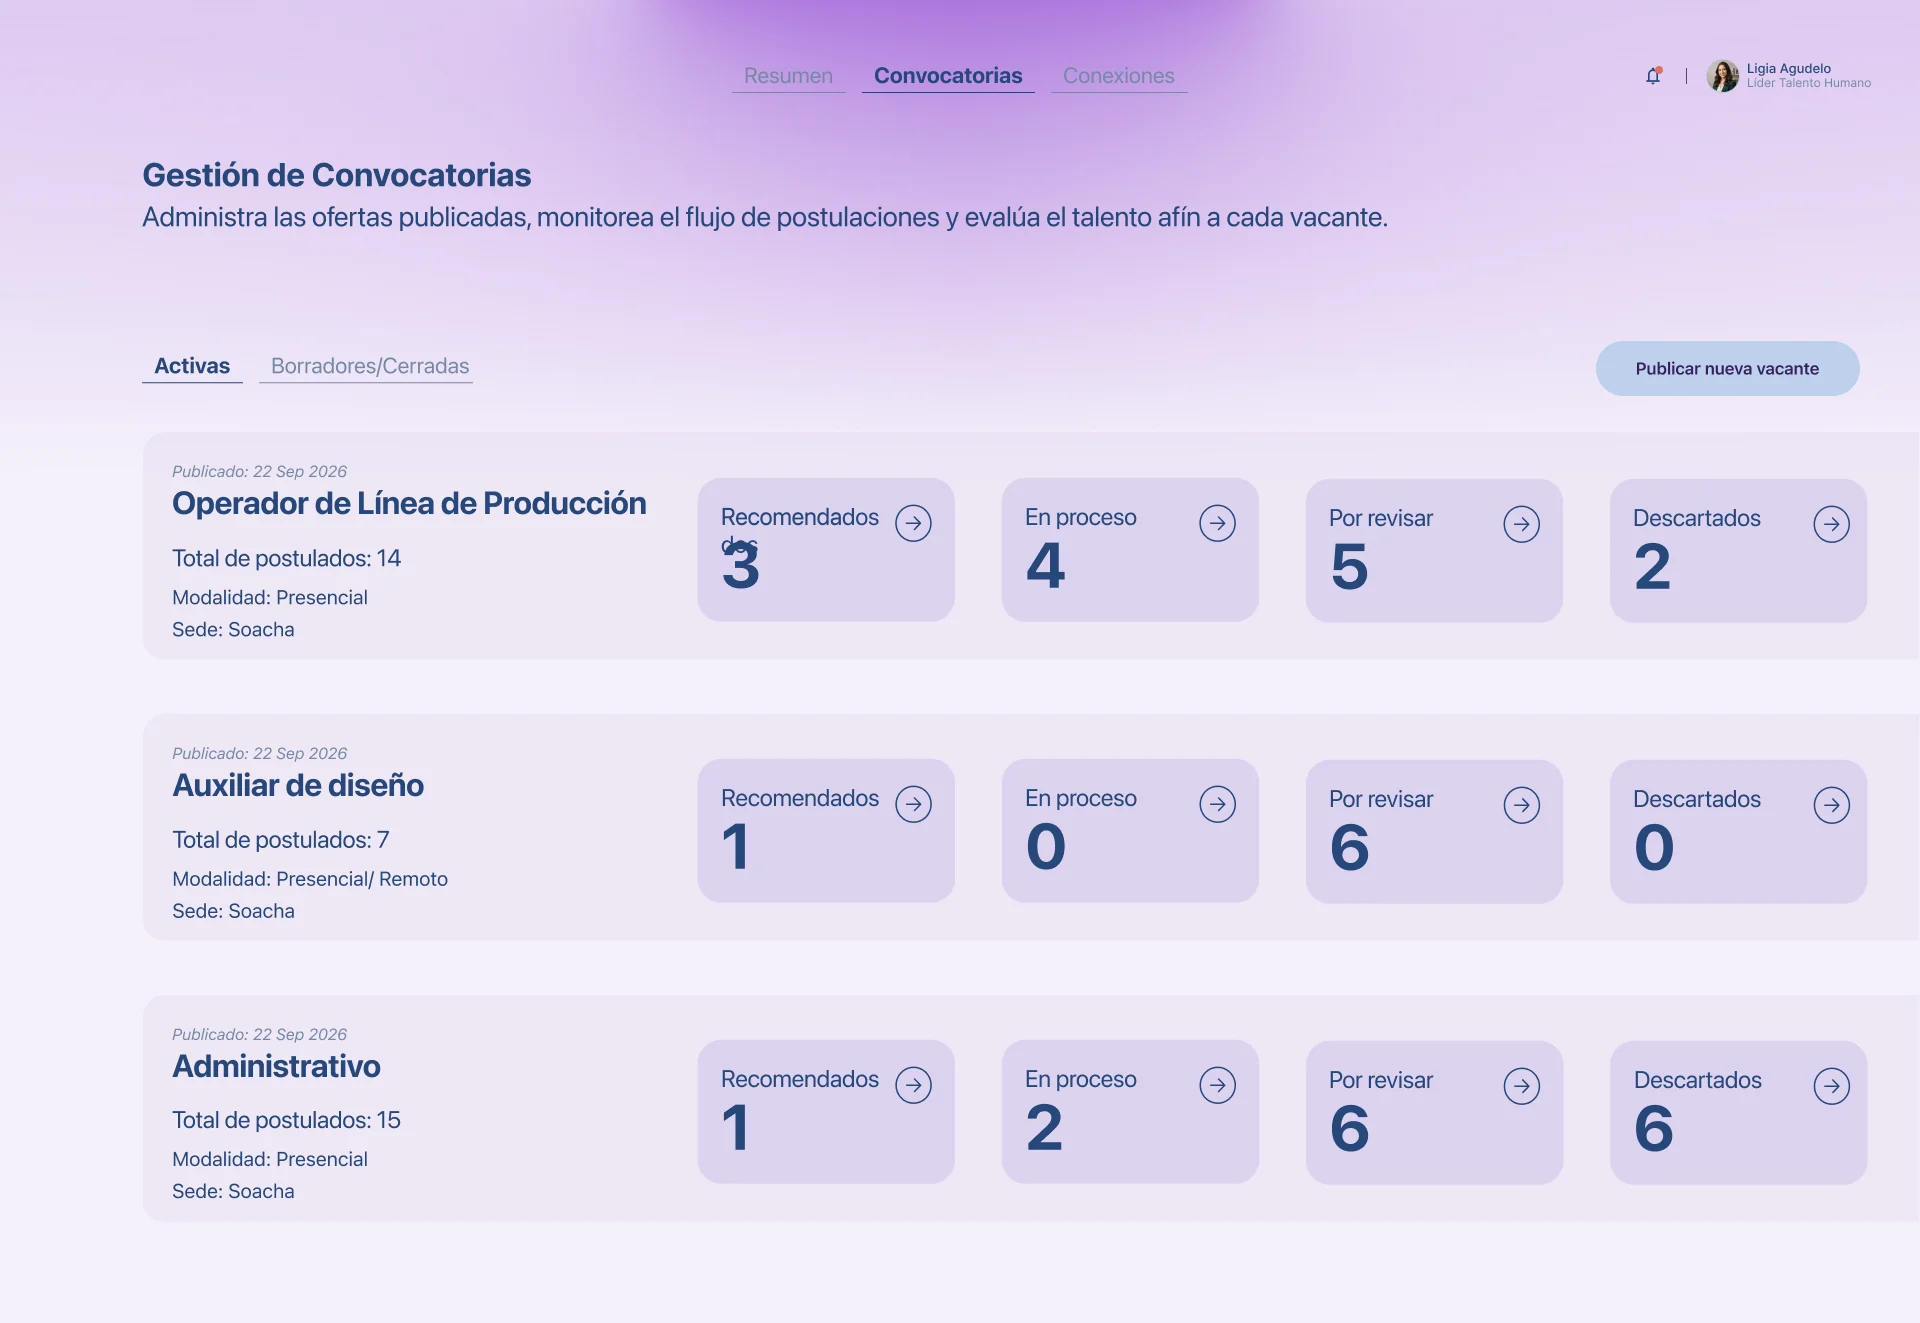 Resumen Convocatorias Conexiones
Ligia Agudelo
Líder Talento Humano
Gestión de Convocatorias
Administra las ofertas publicadas, monitorea el flujo de postulaciones y evalúa el talento afín a cada vacante.
Activas Borradores/Cerradas
Publicar nueva vacante
Publicado: 22 Sep 2026
Operador de Línea de Producción
Total de postulados: 14
Modalidad: Presencial
Sede: Soacha
Recomendados
dos
3
En proceso
4
Por revisar
5
Descartados
2
Publicado: 22 Sep 2026
Auxiliar de diseño
Total de postulados: 7
Modalidad: Presencial/ Remoto
Sede: Soacha
Recomendados
1
En proceso
0
Por revisar
6
Descartados
0
Publicado: 22 Sep 2026
Administrativo
Total de postulados: 15
Modalidad: Presencial
Sede: Soacha
Recomendados
1
En proceso
2
Por revisar
6
Descartados
6